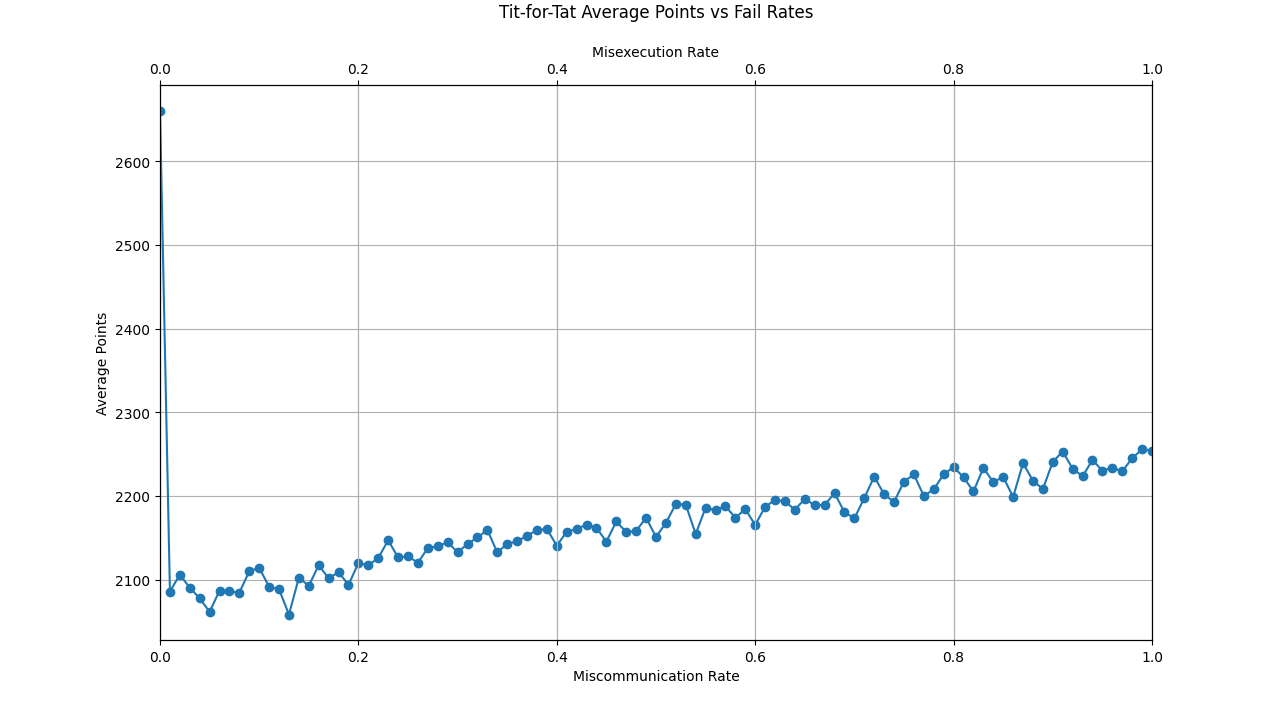 Tit-for-Tat Average Points vs Fail Rates
Misexecution Rate
0.0 0.2 0.4 0.6 0.8 1.0
2600
2500
2400
2300
2200
2100
Average Points
0.0 0.2 0.4 0.6 0.8 1.0
Miscommunication Rate